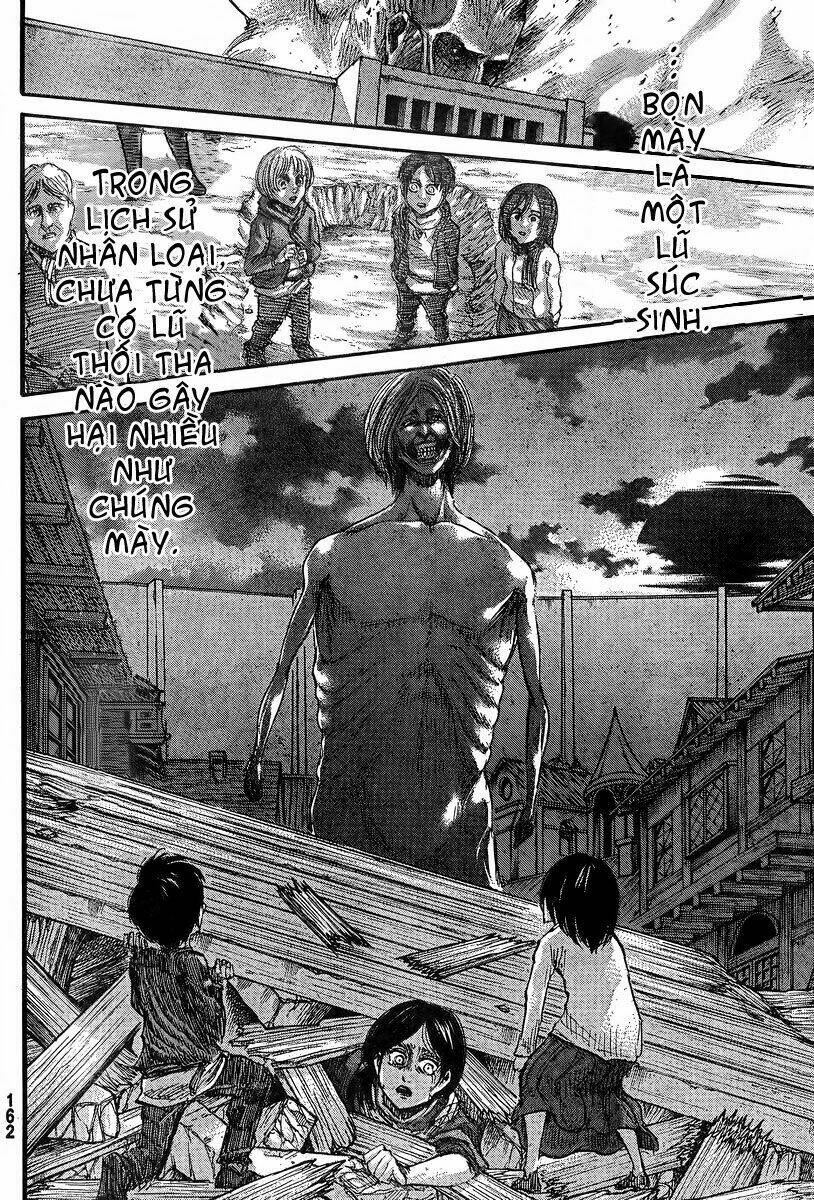 ... BỌN
MÀY
LÀ
MỘT
LŨ
SÚC
SINH.
TRONG
LỊCH SỬ
NHÂN LOẠI,
CHƯA TỪNG
CÓ LŨ
THỐI THA
NÀO GÂY
HẠI NHIỀU
NHƯ
CHÚNG
MÀY.
162